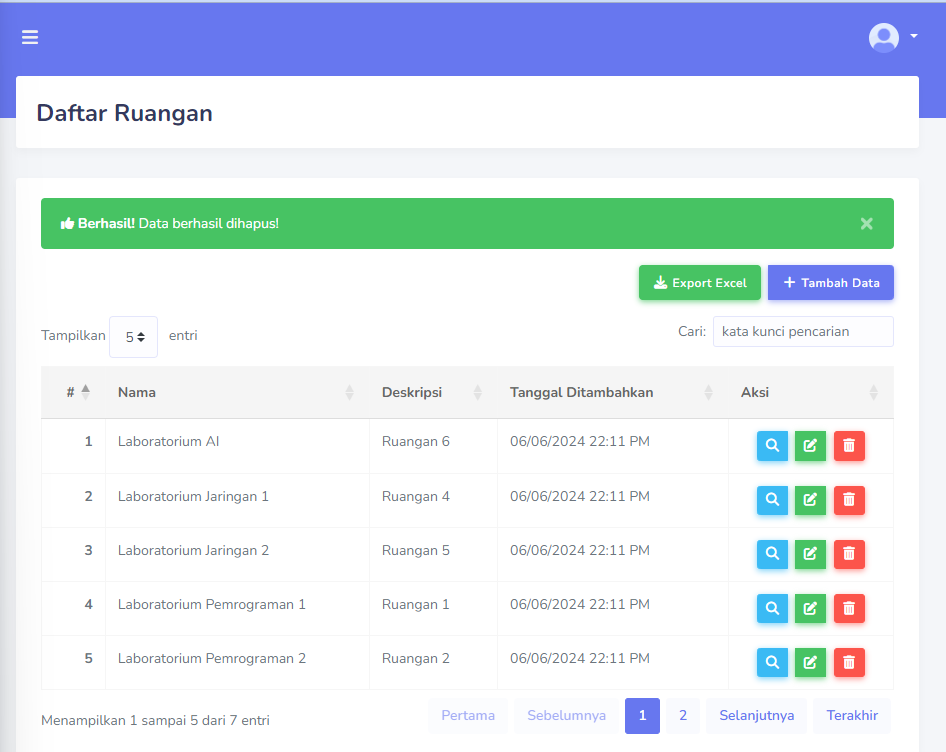 Daftar Ruangan
Berhasil! Data berhasil dihapus!
Export Excel Tambah Data
Tampilkan 5 entri Cari: kata kunci pencarian
# Nama Deskripsi Tanggal Ditambahkan Aksi
1 Laboratorium AI Ruangan 6 06/06/2024 22:11 PM
2 Laboratorium Jaringan 1 Ruangan 4 06/06/2024 22:11 PM
3 Laboratorium Jaringan 2 Ruangan 5 06/06/2024 22:11 PM
4 Laboratorium Pemrograman 1 Ruangan 1 06/06/2024 22:11 PM
5 Laboratorium Pemrograman 2 Ruangan 2 06/06/2024 22:11 PM
Menampilkan 1 sampai 5 dari 7 entri Pertama Sebelumnya 1 2 Selanjutnya Terakhir